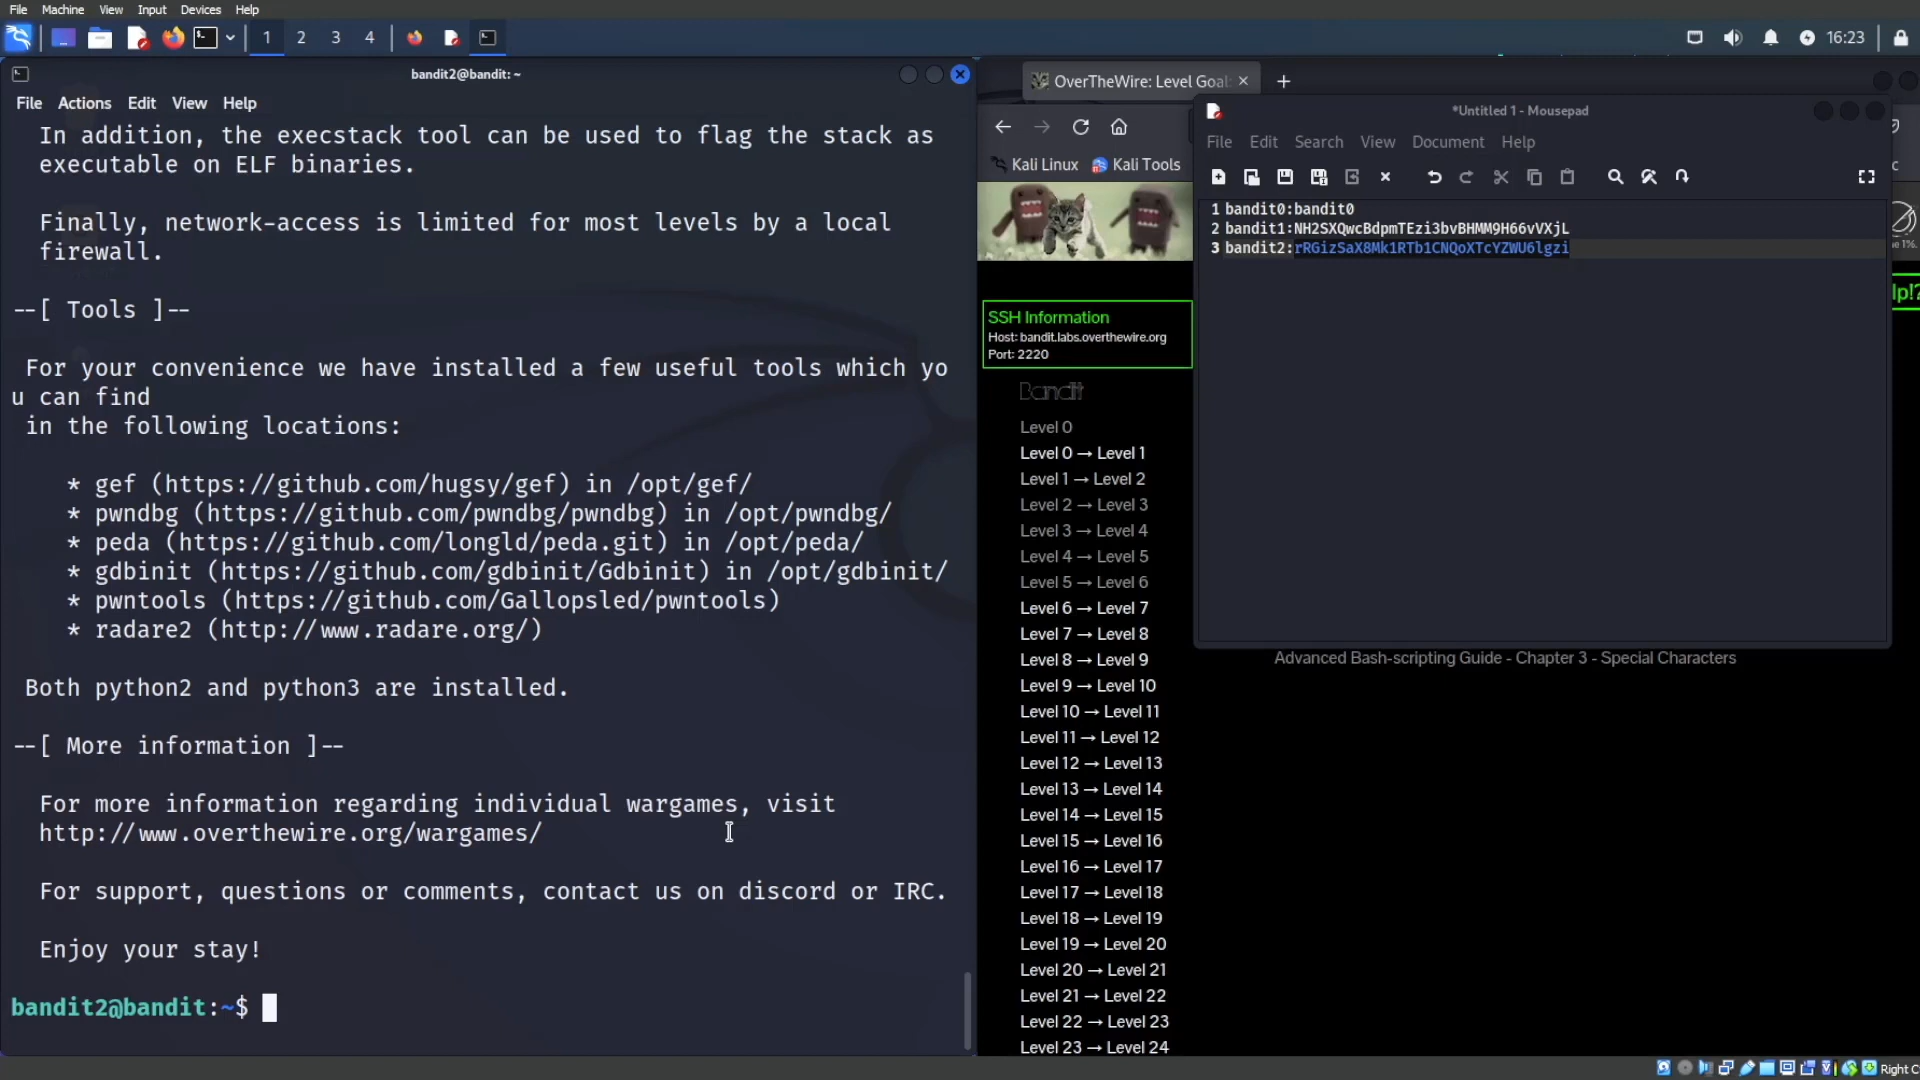 File Machine View Input Devices Help
1 2 3 4 16:23
bandit2@bandit: ~
File Actions Edit View Help
In addition, the execstack tool can be used to flag the stack as
executable on ELF binaries.
Finally, network-access is limited for most levels by a local
firewall.
--[ Tools ]--
For your convenience we have installed a few useful tools which yo
u can find
in the following locations:
* gef (https://github.com/hugsy/gef) in /opt/gef/
* pwndbg (https://github.com/pwndbg/pwndbg) in /opt/pwndbg/
* peda (https://github.com/longld/peda.git) in /opt/peda/
* gdbinit (https://github.com/gdbinit/Gdbinit) in /opt/gdbinit/
* pwntools (https://github.com/Gallopsled/pwntools)
* radare2 (http://www.radare.org/)
Both python2 and python3 are installed.
--[ More information ]--
For more information regarding individual wargames, visit
http://www.overthewire.org/wargames/
For support, questions or comments, contact us on discord or IRC.
Enjoy your stay!
bandit2@bandit:~$
OverTheWire: Level Goal
Kali Linux Kali Tools
SSH Information
Host: bandit.labs.overthewire.org
Port: 2220
Bandit
Level 0
Level 0 → Level 1
Level 1 → Level 2
Level 2 → Level 3
Level 3 → Level 4
Level 4 → Level 5
Level 5 → Level 6
Level 6 → Level 7
Level 7 → Level 8
Level 8 → Level 9
Level 9 → Level 10
Level 10 → Level 11
Level 11 → Level 12
Level 12 → Level 13
Level 13 → Level 14
Level 14 → Level 15
Level 15 → Level 16
Level 16 → Level 17
Level 17 → Level 18
Level 18 → Level 19
Level 19 → Level 20
Level 20 → Level 21
Level 21 → Level 22
Level 22 → Level 23
Level 23 → Level 24
*Untitled 1 - Mousepad
File Edit Search View Document Help
1 bandit0:bandit0
2 bandit1:NH2SXQwcBdpmTEzi3bvBHMM9H66vVXjL
3 bandit2:rRGizSaX8Mk1RTb1CNQoXTcYZWU6lgzi
lp!?
Advanced Bash-scripting Guide - Chapter 3 - Special Characters
Right C